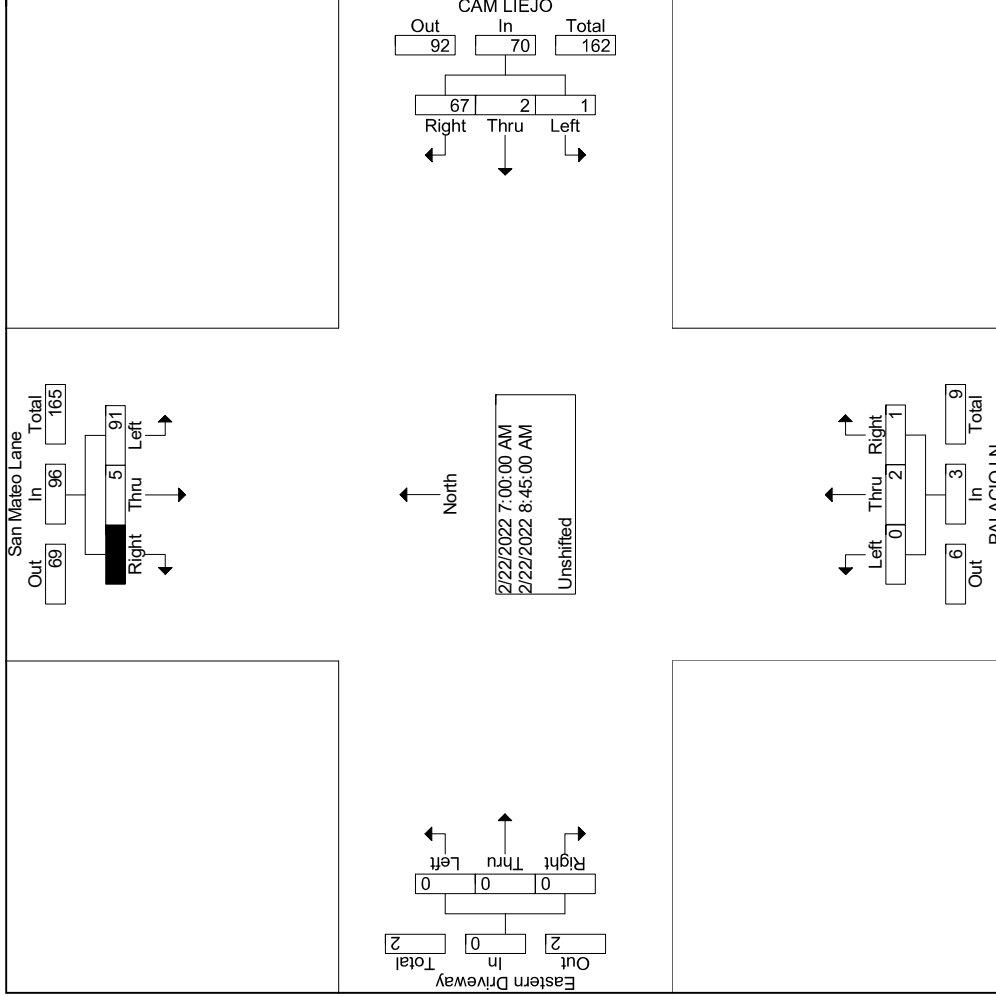 CAM LIEJO
Out In Total
92 70 162
67 2 1
Right Thru Left
San Mateo Lane
Out In Total
69 96 165
Right Thru Left
5 91
North
2/22/2022 7:00:00 AM
2/22/2022 8:45:00 AM
Unshifted
Left Thru Right
0 2 1
6 3 9
Out In Total
PALACIO LN
Left Thru Right
0 0 0
2 0 2
Total In Out
Eastern Driveway